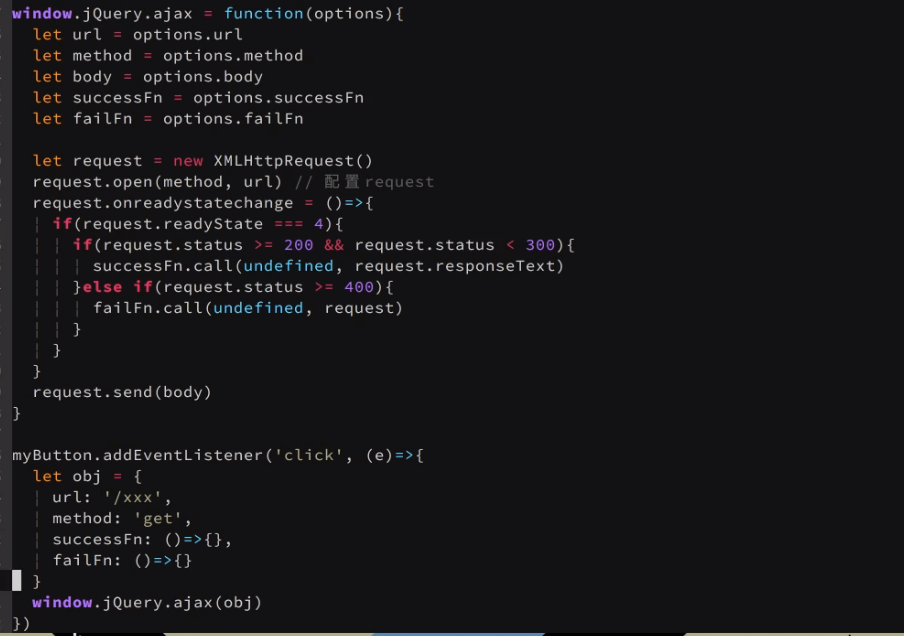 window.jQuery.ajax = function(options){
let url = options.url
let method = options.method
let body = options.body
let successFn = options.successFn
let failFn = options.failFn
let request = new XMLHttpRequest()
request.open(method, url) // 配置request
request.onreadystatechange = ()=>{
if(request.readyState === 4){
if(request.status >= 200 && request.status < 300){
successFn.call(undefined, request.responseText)
}else if(request.status >= 400){
failFn.call(undefined, request)
}
}
}
request.send(body)
}
myButton.addEventListener('click', (e)=>{
let obj = {
url: '/xxx',
method: 'get',
successFn: ()=>{},
failFn: ()=>{}
}
window.jQuery.ajax(obj)
})